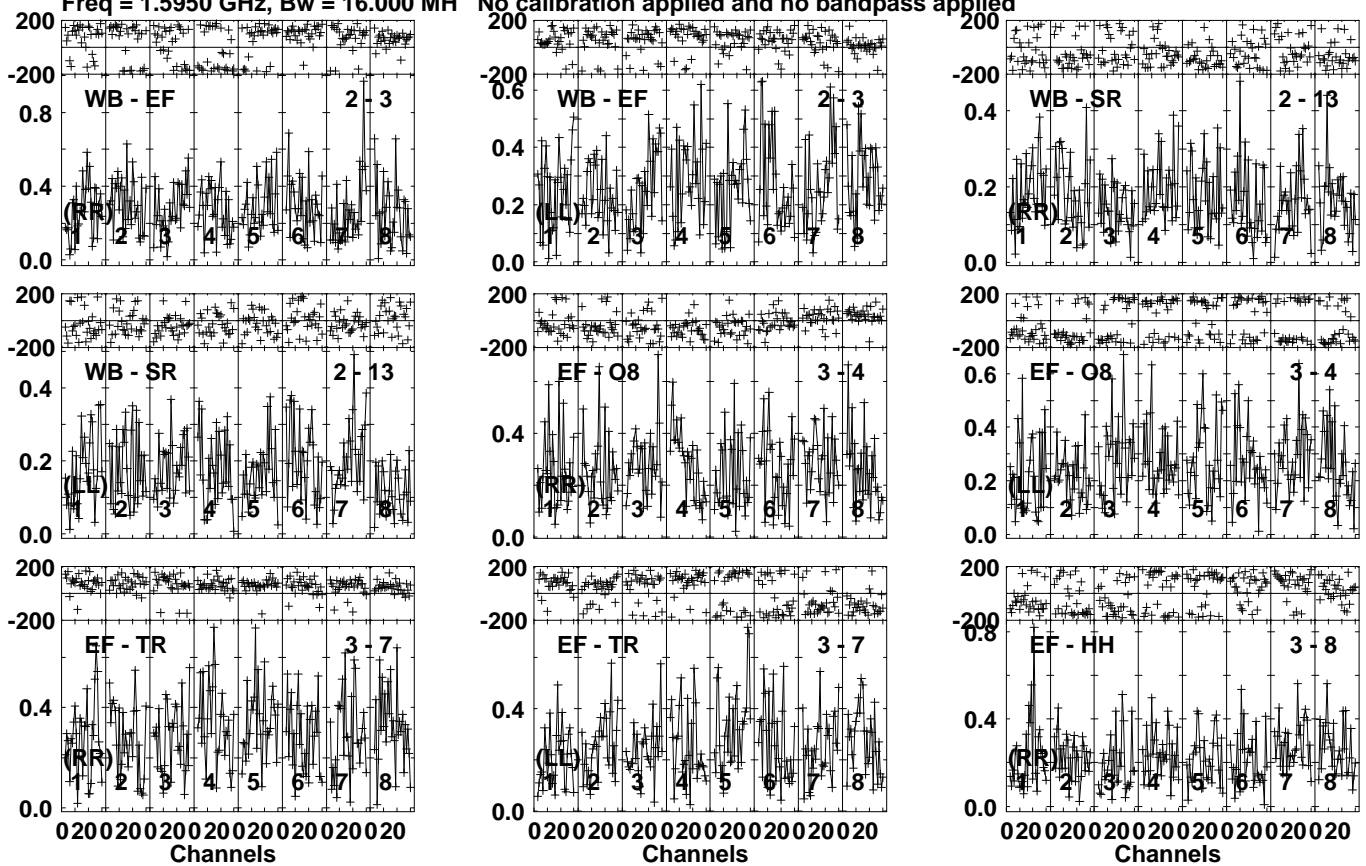 Freq = 1.5950 GHz, Bw = 16.000 MH No calibration applied and no bandpass applied
200
-200
WB - EF 2 - 3
0.8
0.4
0.0
(RR)
1 2 3 4 5 6 7 8
200
-200
0.6
WB - EF 2 - 3
0.4
0.2
0.0
(LL)
1 2 3 4 5 6 7 8
200
-200
WB - SR 2 - 13
0.4
0.2
0.0
(RR)
1 2 3 4 5 6 7 8
200
-200
WB - SR 2 - 13
0.4
0.2
0.0
(LL)
1 2 3 4 5 6 7 8
200
-200
EF - O8 3 - 4
0.4
0.0
(RR)
1 2 3 4 5 6 7 8
200
-200
0.6
EF - O8 3 - 4
0.4
0.2
0.0
(LL)
1 2 3 4 5 6 7 8
200
-200
EF - TR 3 - 7
0.4
0.0
(RR)
1 2 3 4 5 6 7 8
0 20 0 20 0 20 0 20 0 20 0 20 0 20 0 20
Channels
200
-200
EF - TR 3 - 7
0.4
0.0
(LL)
1 2 3 4 5 6 7 8
0 20 0 20 0 20 0 20 0 20 0 20 0 20 0 20
Channels
200
-200
0.8
EF - HH 3 - 8
0.4
0.0
(RR)
1 2 3 4 5 6 7 8
0 20 0 20 0 20 0 20 0 20 0 20 0 20 0 20
Channels